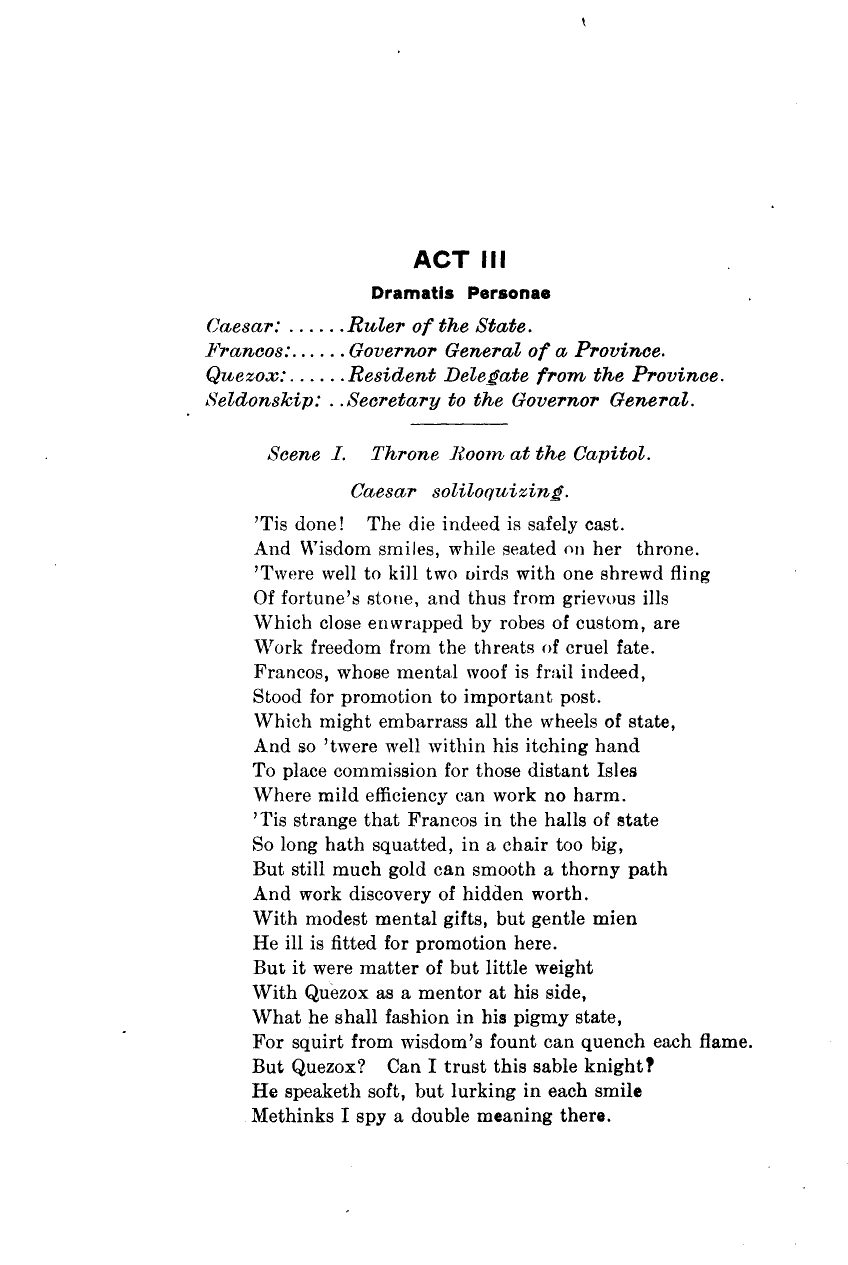 ACT III
Dramatis Personae
Caesar: ......Ruler of the State.
Francos:......Governor General of a Province.
Quezox:......Resident Delegate from the Province.
Seldonskip: ..Secretary to the Governor General.
Scene I. Throne Room at the Capitol.
Caesar soliloquizing.
'Tis done! The die indeed is safely cast.
And Wisdom smiles, while seated on her throne.
'Twere well to kill two birds with one shrewd fling
Of fortune's stone, and thus from grievous ills
Which close enwrapped by robes of custom, are
Work freedom from the threats of cruel fate.
Francos, whose mental woof is frail indeed,
Stood for promotion to important post.
Which might embarrass all the wheels of state,
And so 'twere well within his itching hand
To place commission for those distant Isles
Where mild efficiency can work no harm.
'Tis strange that Francos in the halls of state
So long hath squatted, in a chair too big,
But still much gold can smooth a thorny path
And work discovery of hidden worth.
With modest mental gifts, but gentle mien
He ill is fitted for promotion here.
But it were matter of but little weight
With Quezox as a mentor at his side,
What he shall fashion in his pigmy state,
For squirt from wisdom's fount can quench each flame.
But Quezox? Can I trust this sable knight?
He speaketh soft, but lurking in each smile
Methinks I spy a double meaning there.